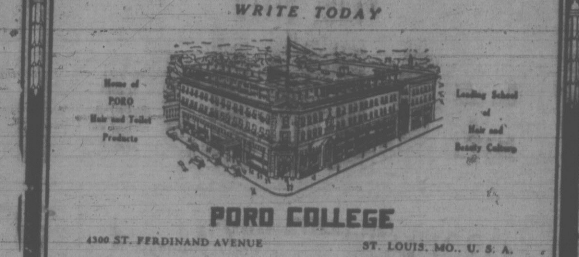 WRITE TODAY
Home of
PORO
Hair and Toilet
Products
Leading School
of
Hair and
Beauty Culture
PORO COLLEGE
4300 ST. FERDINAND AVENUE
ST. LOUIS, MO., U. S. A.